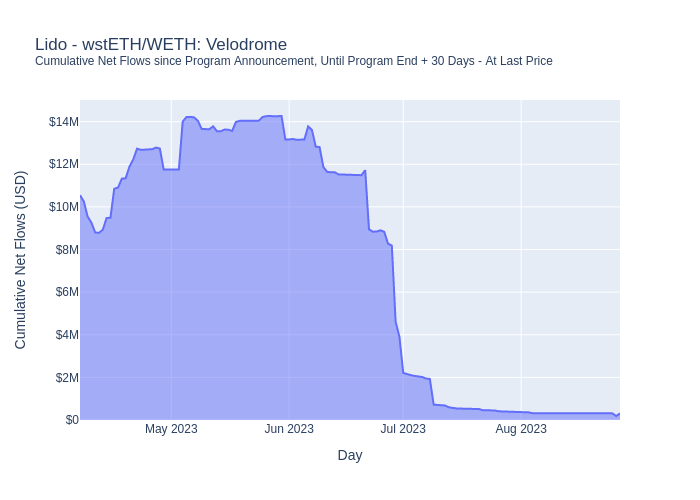 Lido - wstETH/WETH: Velodrome
Cumulative Net Flows since Program Announcement, Until Program End + 30 Days - At Last Price
Cumulative Net Flows (USD)
$14M
$12M
$10M
$8M
$6M
$4M
$2M
$0
May 2023
Jun 2023
Jul 2023
Aug 2023
Day